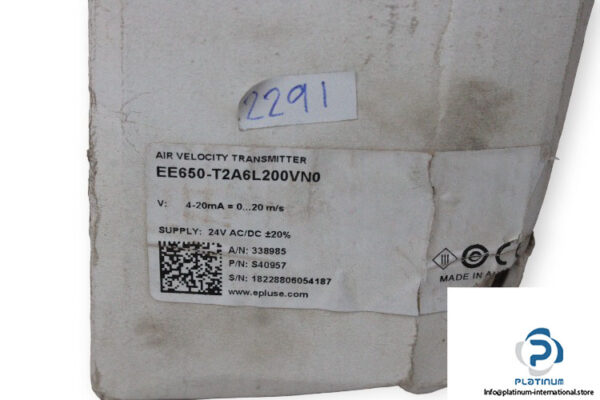 2291
AIR VELOCITY TRANSMITTER
EE650-T2A6L200VN0
V: 4-20mA = 0...20 m/s
SUPPLY: 24V AC/DC ±20%
A/N: 338985
P/N: S40957
S/N: 18228806054187
www.epluse.com
MADE IN
PLATINUM
Info@platinum-international.store